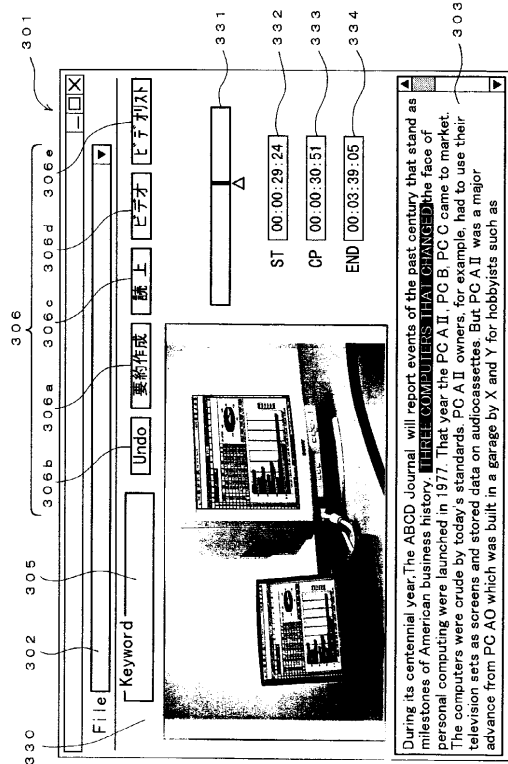 301
306
306b 306a 306c 306d 306e
305
302
330
File
Keyword
Undo 要約作成 読 上 ビデオ ビデオリスト
331
ST 00:00:29:24 332
CP 00:00:30:51 333
END 00:03:39:05 334
303
During its centennial year,The ABCD Journal will report events of the past century that stand as
milestones of American business history. THREE COMPUTERS THAT CHANGED the face of
personal computing were launched in 1977. That year the PC A II, PC B, PC C came to market.
The computers were crude by today's standards. PC A II owners, for example, had to use their
television sets as screens and stored data on audiocassettes. But PC A II was a major
advance from PC AO which was built in a garage by X and Y for hobbyists such as